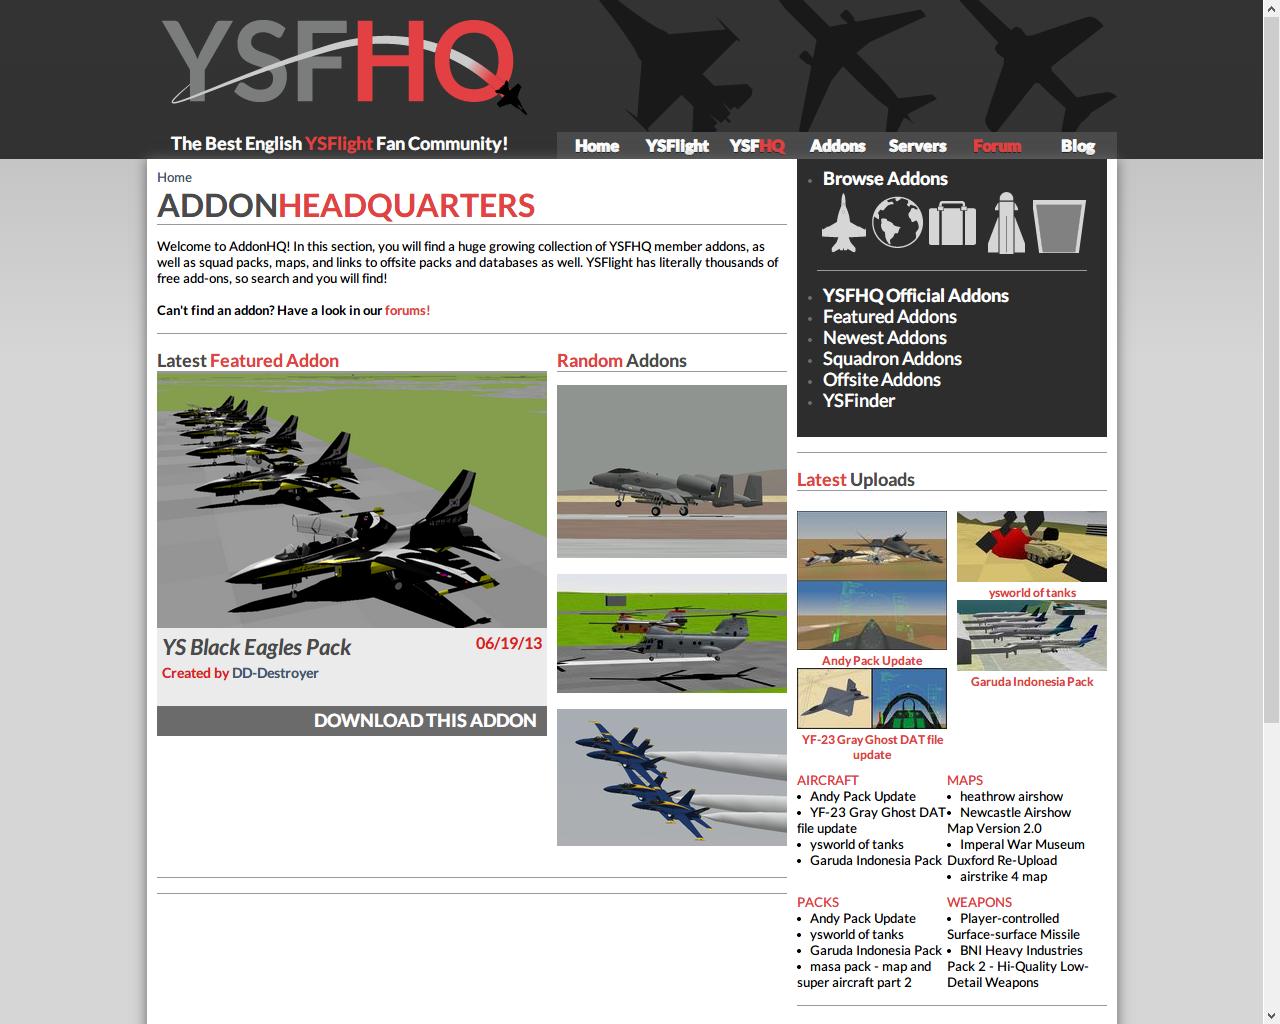 YSFHQ
The Best English YSFlight Fan Community!
Home YSFlight YSFHQ Addons Servers Forum Blog
Home
ADDONHEADQUARTERS
Welcome to AddonHQ! In this section, you will find a huge growing collection of YSFHQ member addons, as
well as squad packs, maps, and links to offsite packs and databases as well. YSFlight has literally thousands of
free add-ons, so search and you will find!
Can't find an addon? Have a look in our forums!
Latest Featured Addon
YS Black Eagles Pack
06/19/13
Created by DD-Destroyer
DOWNLOAD THIS ADDON
Random Addons
Browse Addons
YSFHQ Official Addons
Featured Addons
Newest Addons
Squadron Addons
Offsite Addons
YSFinder
Latest Uploads
Andy Pack Update
YF-23 Gray Ghost DAT file
update
ysworld of tanks
Garuda Indonesia Pack
AIRCRAFT
Andy Pack Update
YF-23 Gray Ghost DAT
file update
ysworld of tanks
Garuda Indonesia Pack
MAPS
heathrow airshow
Newcastle Airshow
Map Version 2.0
Imperal War Museum
Duxford Re-Upload
airstrike 4 map
PACKS
Andy Pack Update
ysworld of tanks
Garuda Indonesia Pack
masa pack - map and
super aircraft part 2
WEAPONS
Player-controlled
Surface-surface Missile
BNI Heavy Industries
Pack 2 - Hi-Quality Low-
Detail Weapons